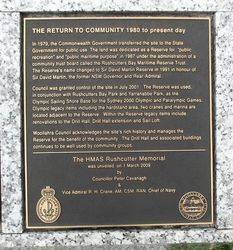 THE RETURN TO COMMUNITY 1980 to present day
In 1979, the Commonwealth Government transferred the site to the State
Government for public use. The land was dedicated as a Reserve for "public
recreation" and "public maritime purpose" in 1987 under the administration of a
community trust board called the Rushcutters Bay Maritime Reserve Trust.
The Reserve's name changed to Sir David Martin Reserve in 1991 in honour of
Sir David Martin, the former NSW Governor and Rear-Admiral.
Council was granted control of the site in July 2001. The Reserve was used,
in conjunction with Rushcutters Bay Park and Yarranabbe Park, as the
Olympic Sailing Shore Base for the Sydney 2000 Olympic and Paralympic Games.
Olympic legacy items including the hardstand area, two cranes and marina are
located adjacent to the Reserve. Within the Reserve legacy items include
renovations to the Drill Hall, Drill Hall extension and Sail Loft.
Woollahra Council acknowledges the site's rich history and manages the
Reserve for the benefit of the community. The Drill Hall and associated buildings
continue to be well used by community groups.
The HMAS Rushcutter Memorial
was unveiled on 1 March 2009
by
Councillor Peter Cavanagh
&
Vice Admiral R. H. Crane, AM, CSM, RAN, Chief of Navy